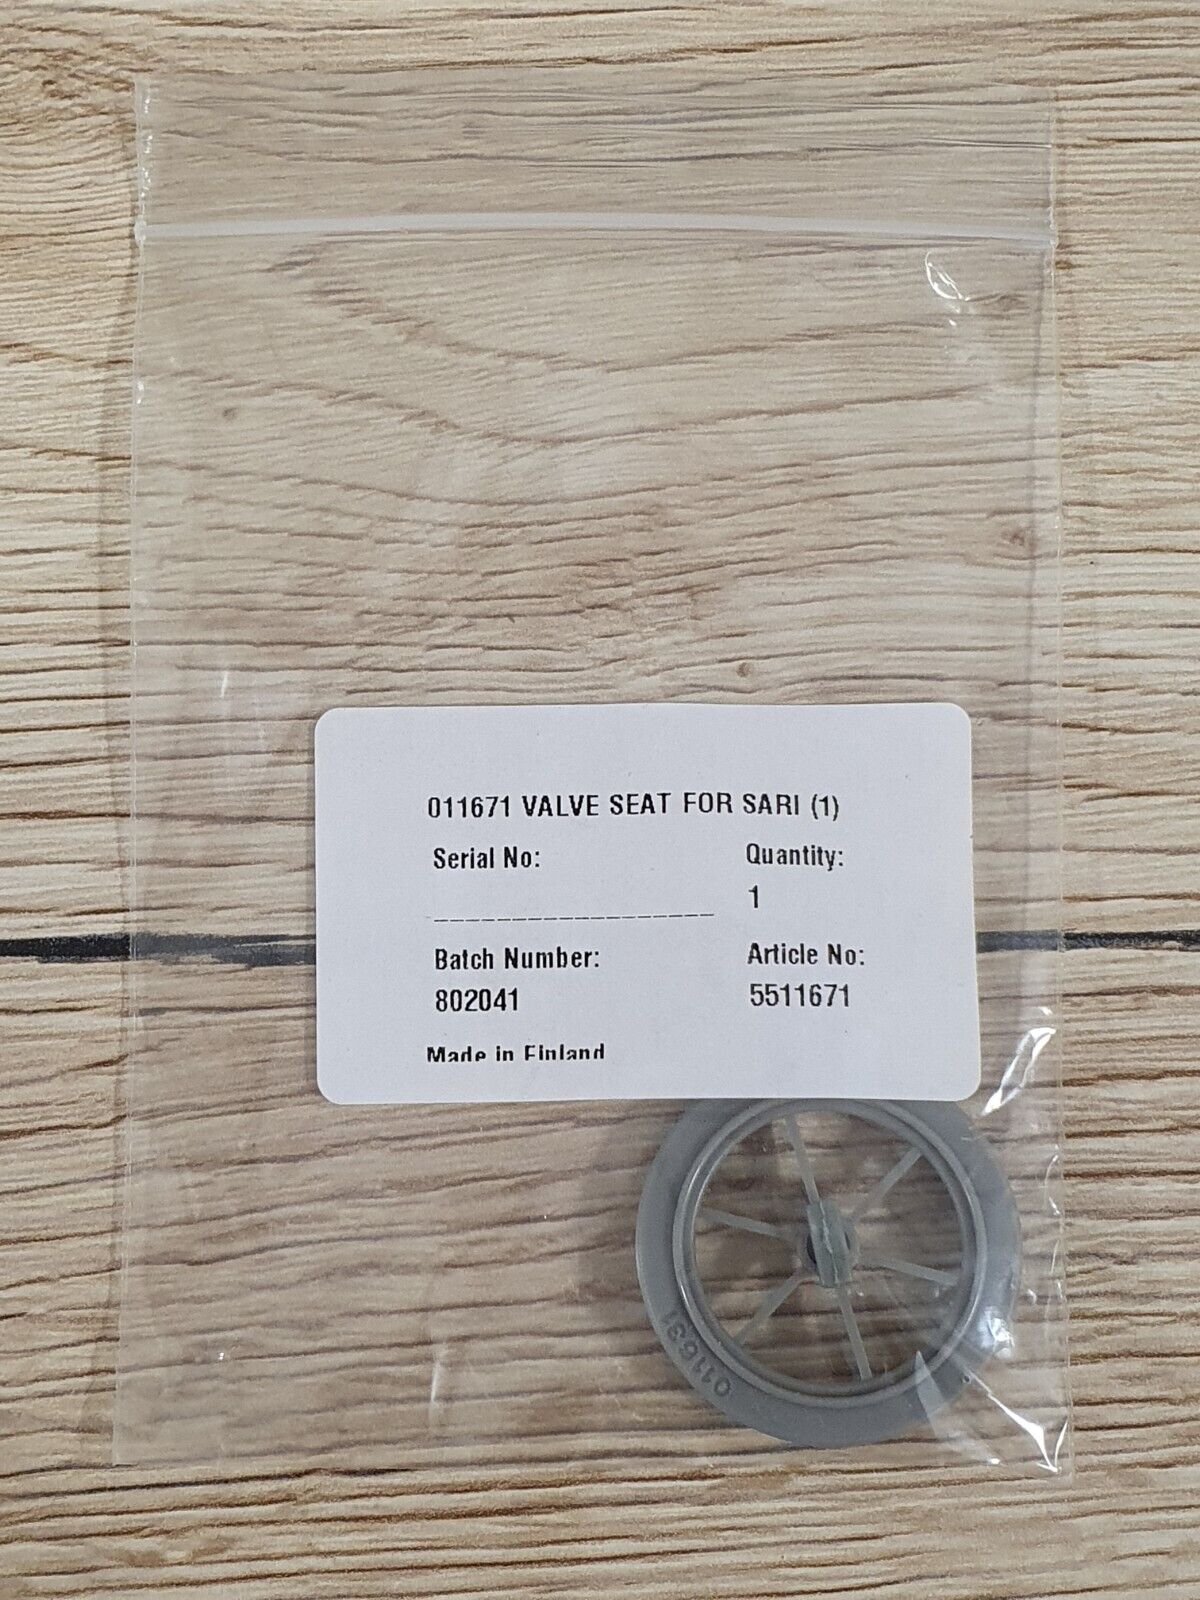 011671 VALVE SEAT FOR SARI (1)
Serial No:
Quantity:
1
Batch Number:
802041
Article No:
5511671
Made in Finland
011631